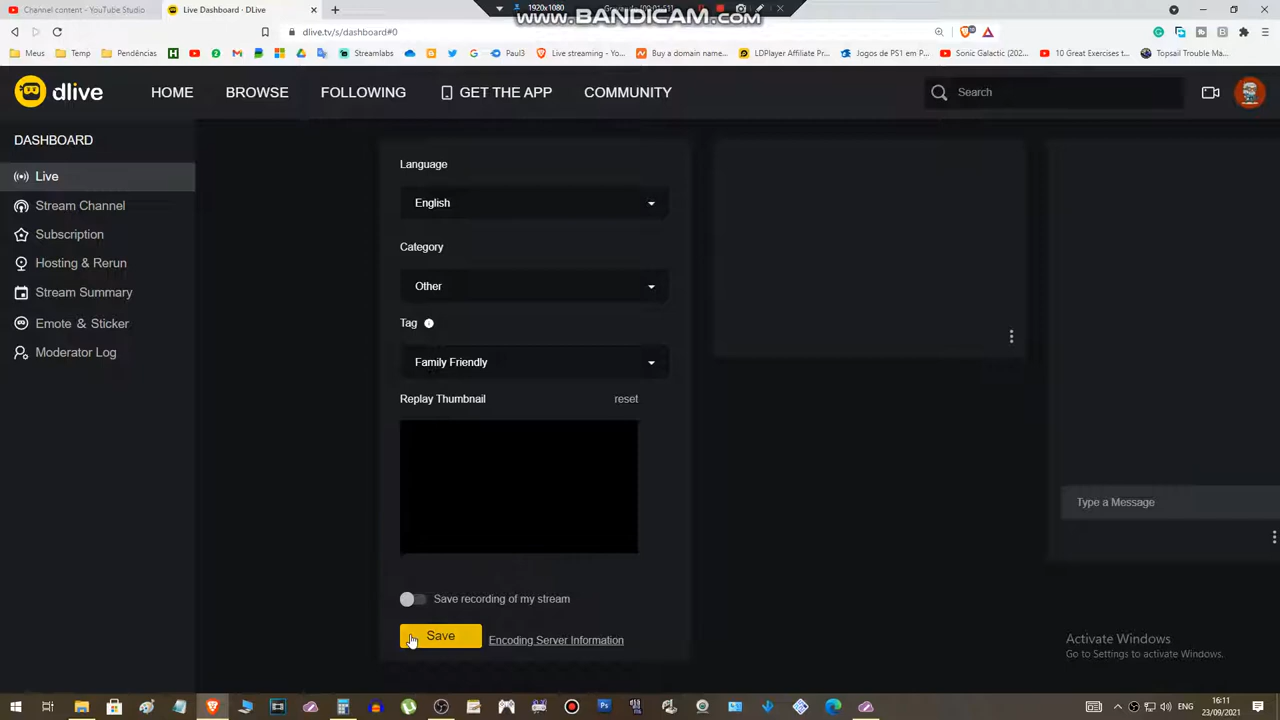 Channel content - YouTube Studio
Live Dashboard - DLive
1920x1080
www.BANDICAM.com
dlive.tv/s/dashboard#0
Meus
Temp
Pendências
Streamlabs
Paul3
Live streaming - Yo...
Buy a domain name...
LDPlayer Affiliate Pr...
Jogos de PS1 em P...
Sonic Galactic (202...
10 Great Exercises f...
Topsail Trouble Ma...
dlive
HOME
BROWSE
FOLLOWING
GET THE APP
COMMUNITY
Search
DASHBOARD
Live
Stream Channel
Subscription
Hosting & Rerun
Stream Summary
Emote & Sticker
Moderator Log
Language
English
Category
Other
Tag
Family Friendly
Replay Thumbnail
reset
Save recording of my stream
Save
Encoding Server Information
Type a Message
Activate Windows
Go to Settings to activate Windows.
ENG
16:11
23/09/2021